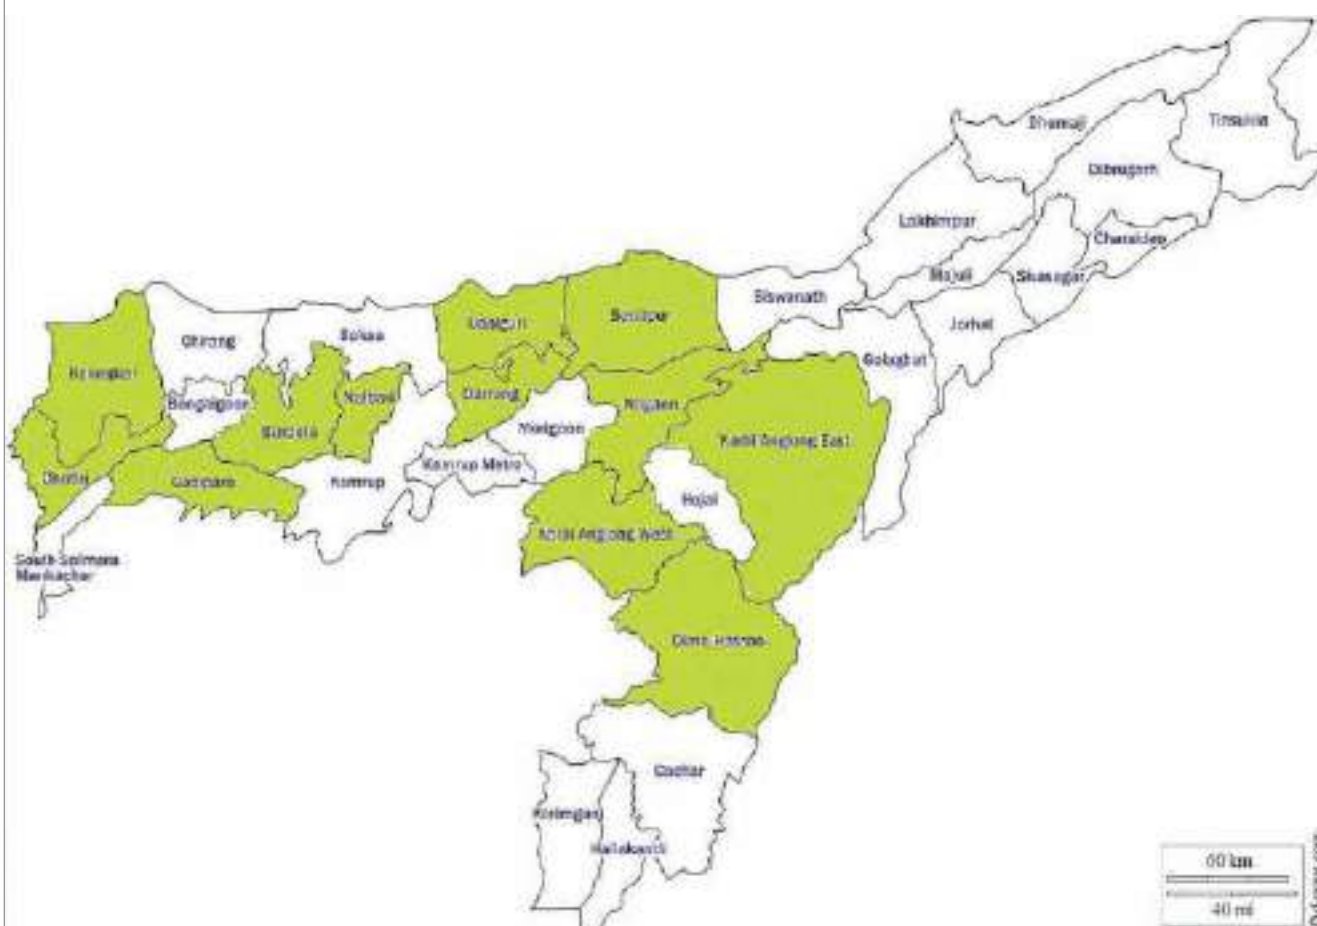 Dhemaji
Tinsukia
Dibrugarh
Lakhimpur
Charaideo
Majuli
Sivasagar
Biswanath
Jorhat
Sonitpur
Udalguri
Chirang
Baksa
Golaghat
Kokrajhar
Nalbari
Darrang
Bongaigaon
Nagaon
Barpeta
Morigaon
Karbi Anglong East
Kamrup Metro
Dhubri
Goalpara
Kamrup
Hojai
Karbi Anglong West
South Salmara
Mankachar
Dima Hasao
Cachar
Karimganj
Hailakandi
60 km
40 mi